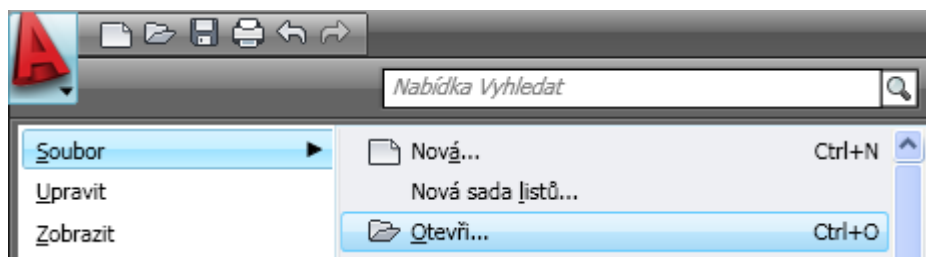 Nabídka Vyhledat
Soubor
Upravit
Zobrazit
Nová... Ctrl+N
Nová sada listů...
Otevři... Ctrl+O